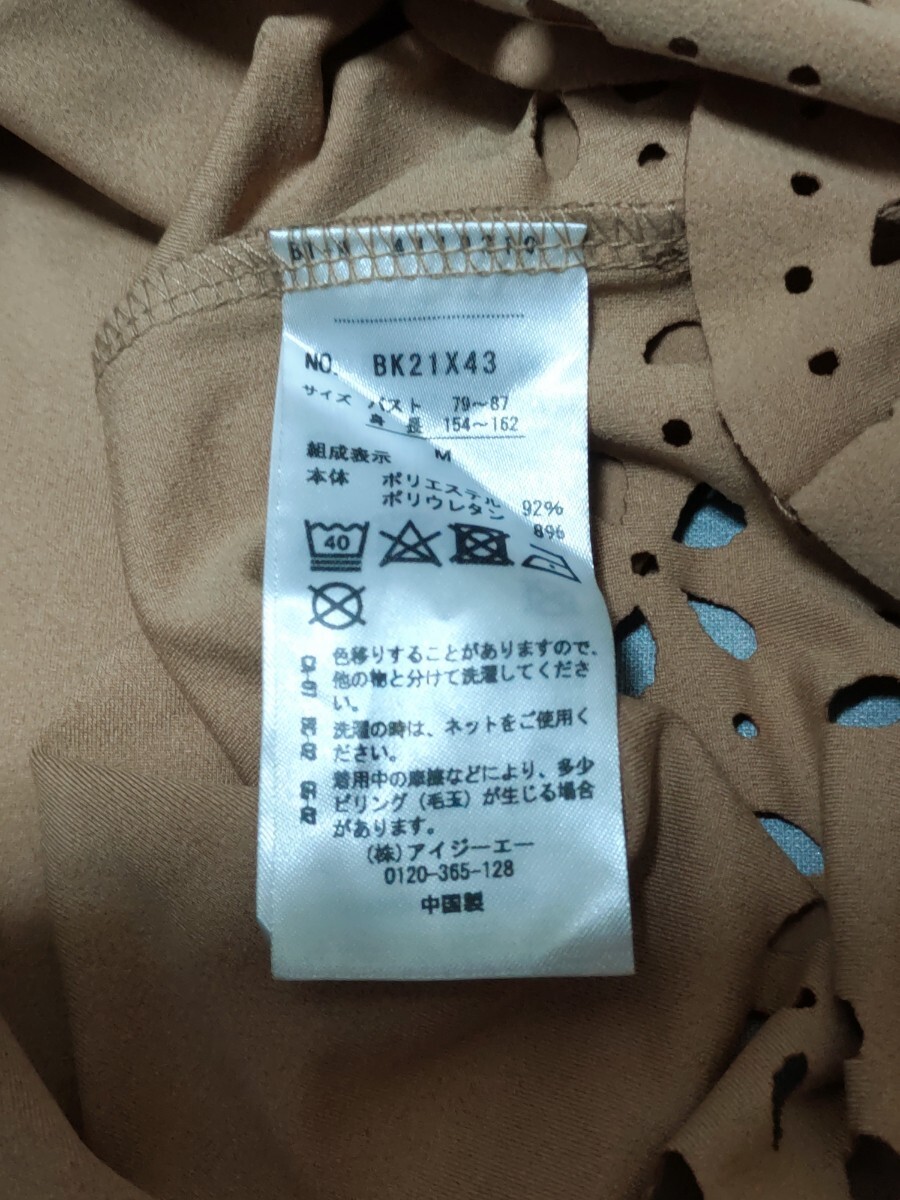 NO. BK21X43
サイズ バスト 79～87
身長 154～162
組成表示 M
本体 ポリエステル 92%
ポリウレタン 8%
40
色移りすることがありますので、
他の物と分けて洗濯してくださ
い。
洗濯の時は、ネットをご使用く
ださい。
着用中の摩擦などにより、多少
ピリング（毛玉）が生じる場合
があります。
(株)アイジーエー
0120-365-128
中国製